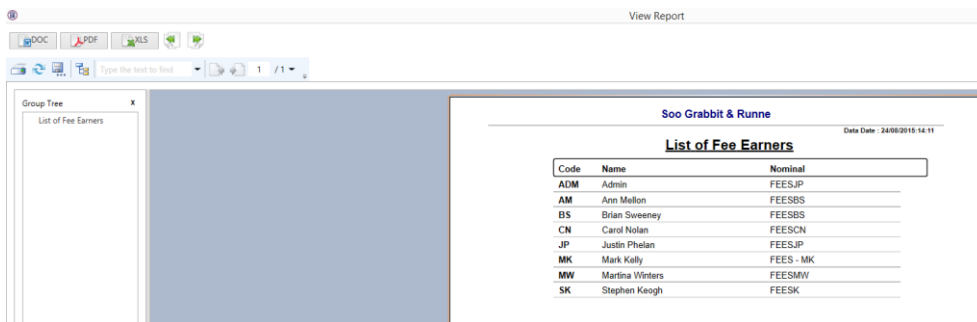 View Report
DOC PDF XLS
Type the text to find 1 /1
Group Tree x
List of Fee Earners
Soo Grabbit & Runne
Data Date : 24/08/2015:14:11
List of Fee Earners
Code Name Nominal
ADM Admin FEESJP
AM Ann Mellon FEESBS
BS Brian Sweeney FEESBS
CN Carol Nolan FEESCN
JP Justin Phelan FEESJP
MK Mark Kelly FEES - MK
MW Martina Winters FEESMW
SK Stephen Keogh FEESK